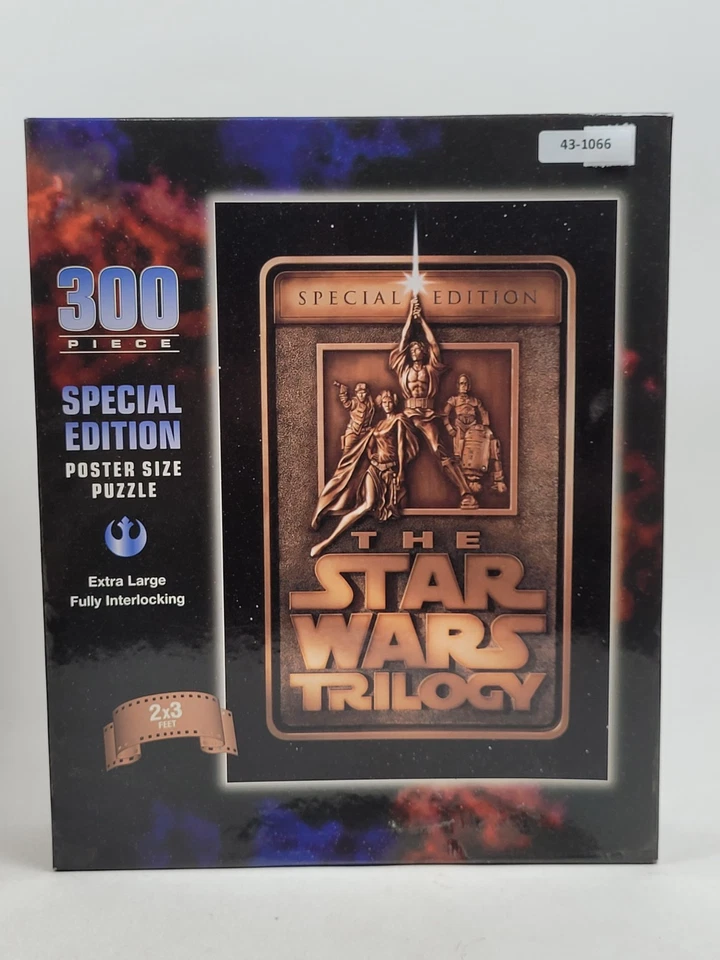 43-1066
300
PIECE
SPECIAL
EDITION
POSTER SIZE
PUZZLE
Extra Large
Fully Interlocking
2x3
FEET
SPECIAL EDITION
THE
STAR
WARS
TRILOGY